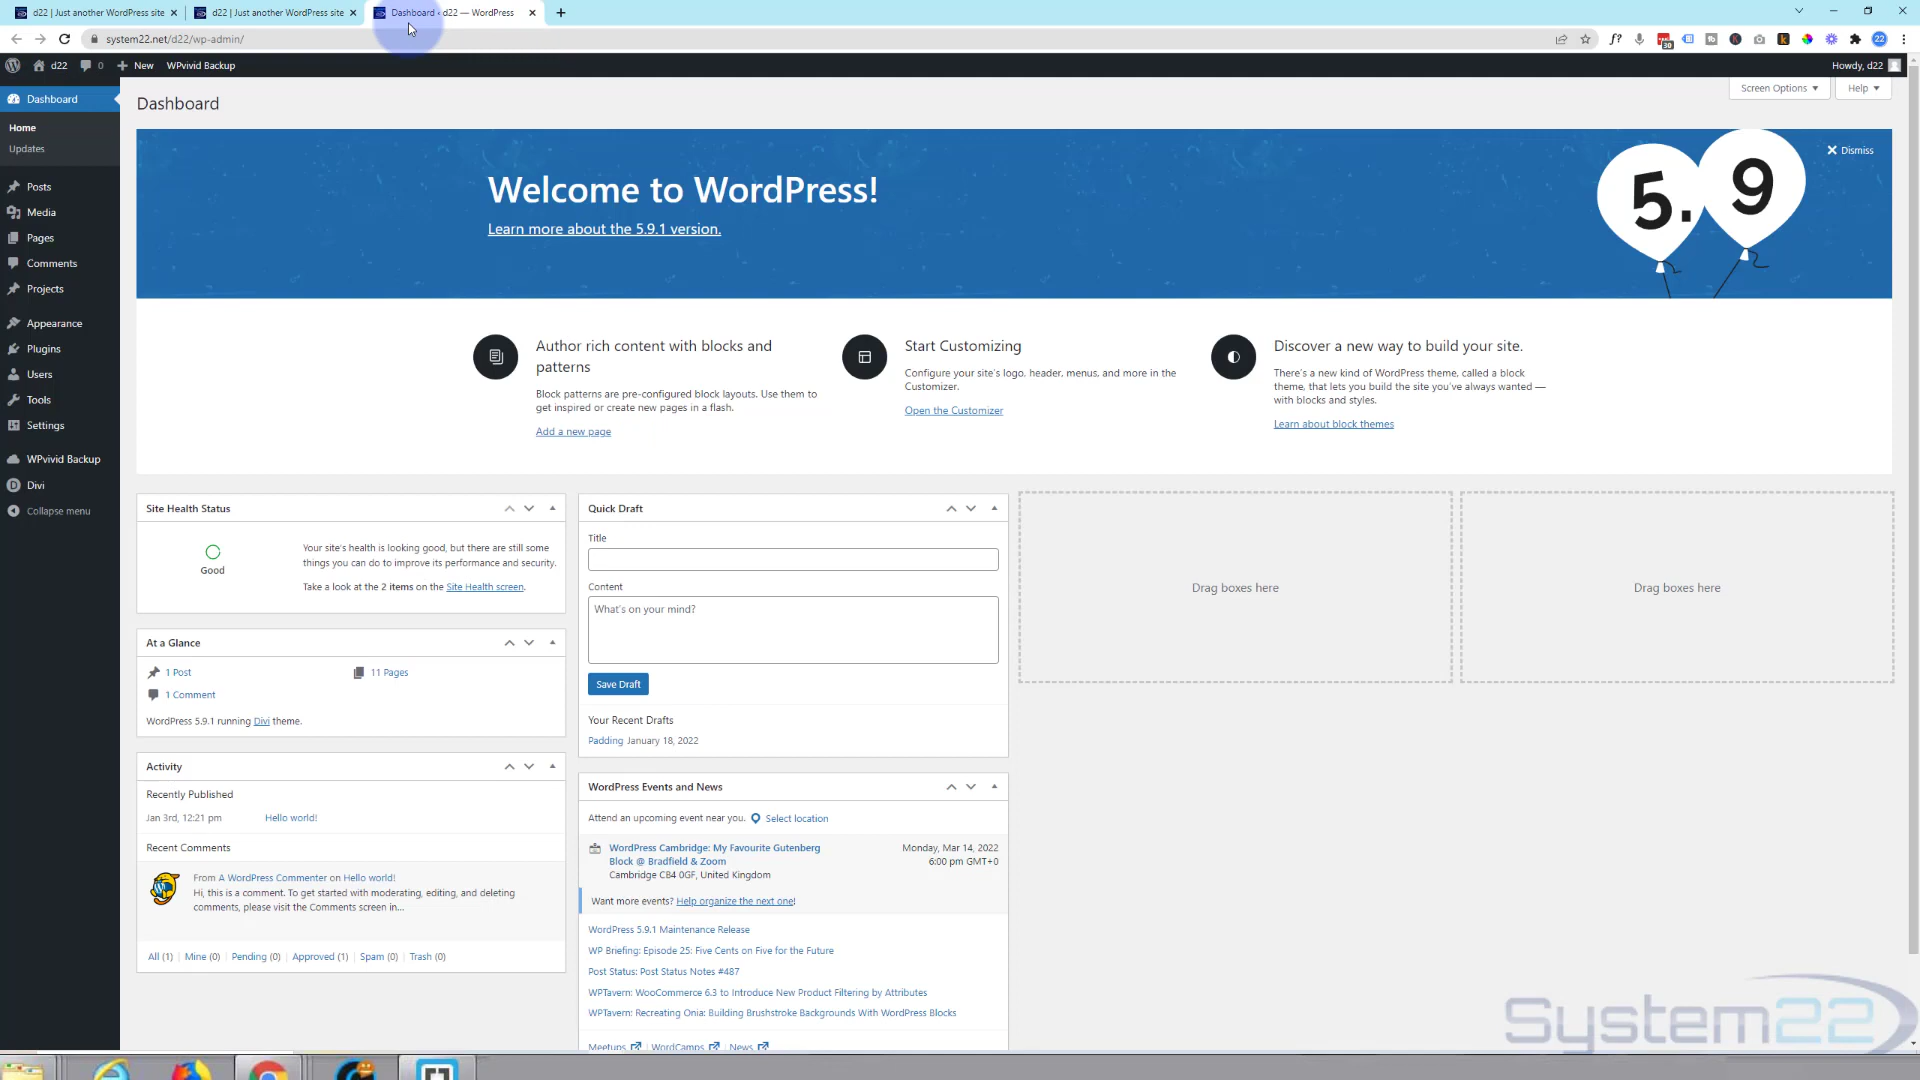 d22 | Just another WordPress site
d22 | Just another WordPress site
Dashboard ‹ d22 — WordPress
system22.net/d22/wp-admin/
f?
30
22
d22
0
New
WPvivid Backup
Howdy, d22
Dashboard
Home
Updates
Posts
Media
Pages
Comments
Projects
Appearance
Plugins
Users
Tools
Settings
WPvivid Backup
Divi
Collapse menu
Dashboard
Screen Options
Help
Welcome to WordPress!
Learn more about the 5.9.1 version.
5.9
Dismiss
Author rich content with blocks and
patterns
Block patterns are pre-configured block layouts. Use them to
get inspired or create new pages in a flash.
Add a new page
Start Customizing
Configure your site's logo, header, menus, and more in the
Customizer.
Open the Customizer
Discover a new way to build your site.
There's a new kind of WordPress theme, called a block
theme, that lets you build the site you've always wanted —
with blocks and styles.
Learn about block themes
Site Health Status
Good
Your site's health is looking good, but there are still some
things you can do to improve its performance and security.
Take a look at the 2 items on the Site Health screen.
At a Glance
1 Post
11 Pages
1 Comment
WordPress 5.9.1 running Divi theme.
Activity
Recently Published
Jan 3rd, 12:21 pm
Hello world!
Recent Comments
From A WordPress Commenter on Hello world!
Hi, this is a comment. To get started with moderating, editing, and deleting
comments, please visit the Comments screen in...
All (1) | Mine (0) | Pending (0) | Approved (1) | Spam (0) | Trash (0)
Quick Draft
Title
Content
What's on your mind?
Save Draft
Your Recent Drafts
Padding January 18, 2022
WordPress Events and News
Attend an upcoming event near you.
Select location
WordPress Cambridge: My Favourite Gutenberg
Block @ Bradfield & Zoom
Cambridge CB4 0GF, United Kingdom
Monday, Mar 14, 2022
6:00 pm GMT+0
Want more events? Help organize the next one!
WordPress 5.9.1 Maintenance Release
WP Briefing: Episode 25: Five Cents on Five for the Future
Post Status: Post Status Notes #487
WPTavern: WooCommerce 6.3 to Introduce New Product Filtering by Attributes
WPTavern: Recreating Onia: Building Brushstroke Backgrounds With WordPress Blocks
Meetups | WordCamps | News
Drag boxes here
Drag boxes here
System22